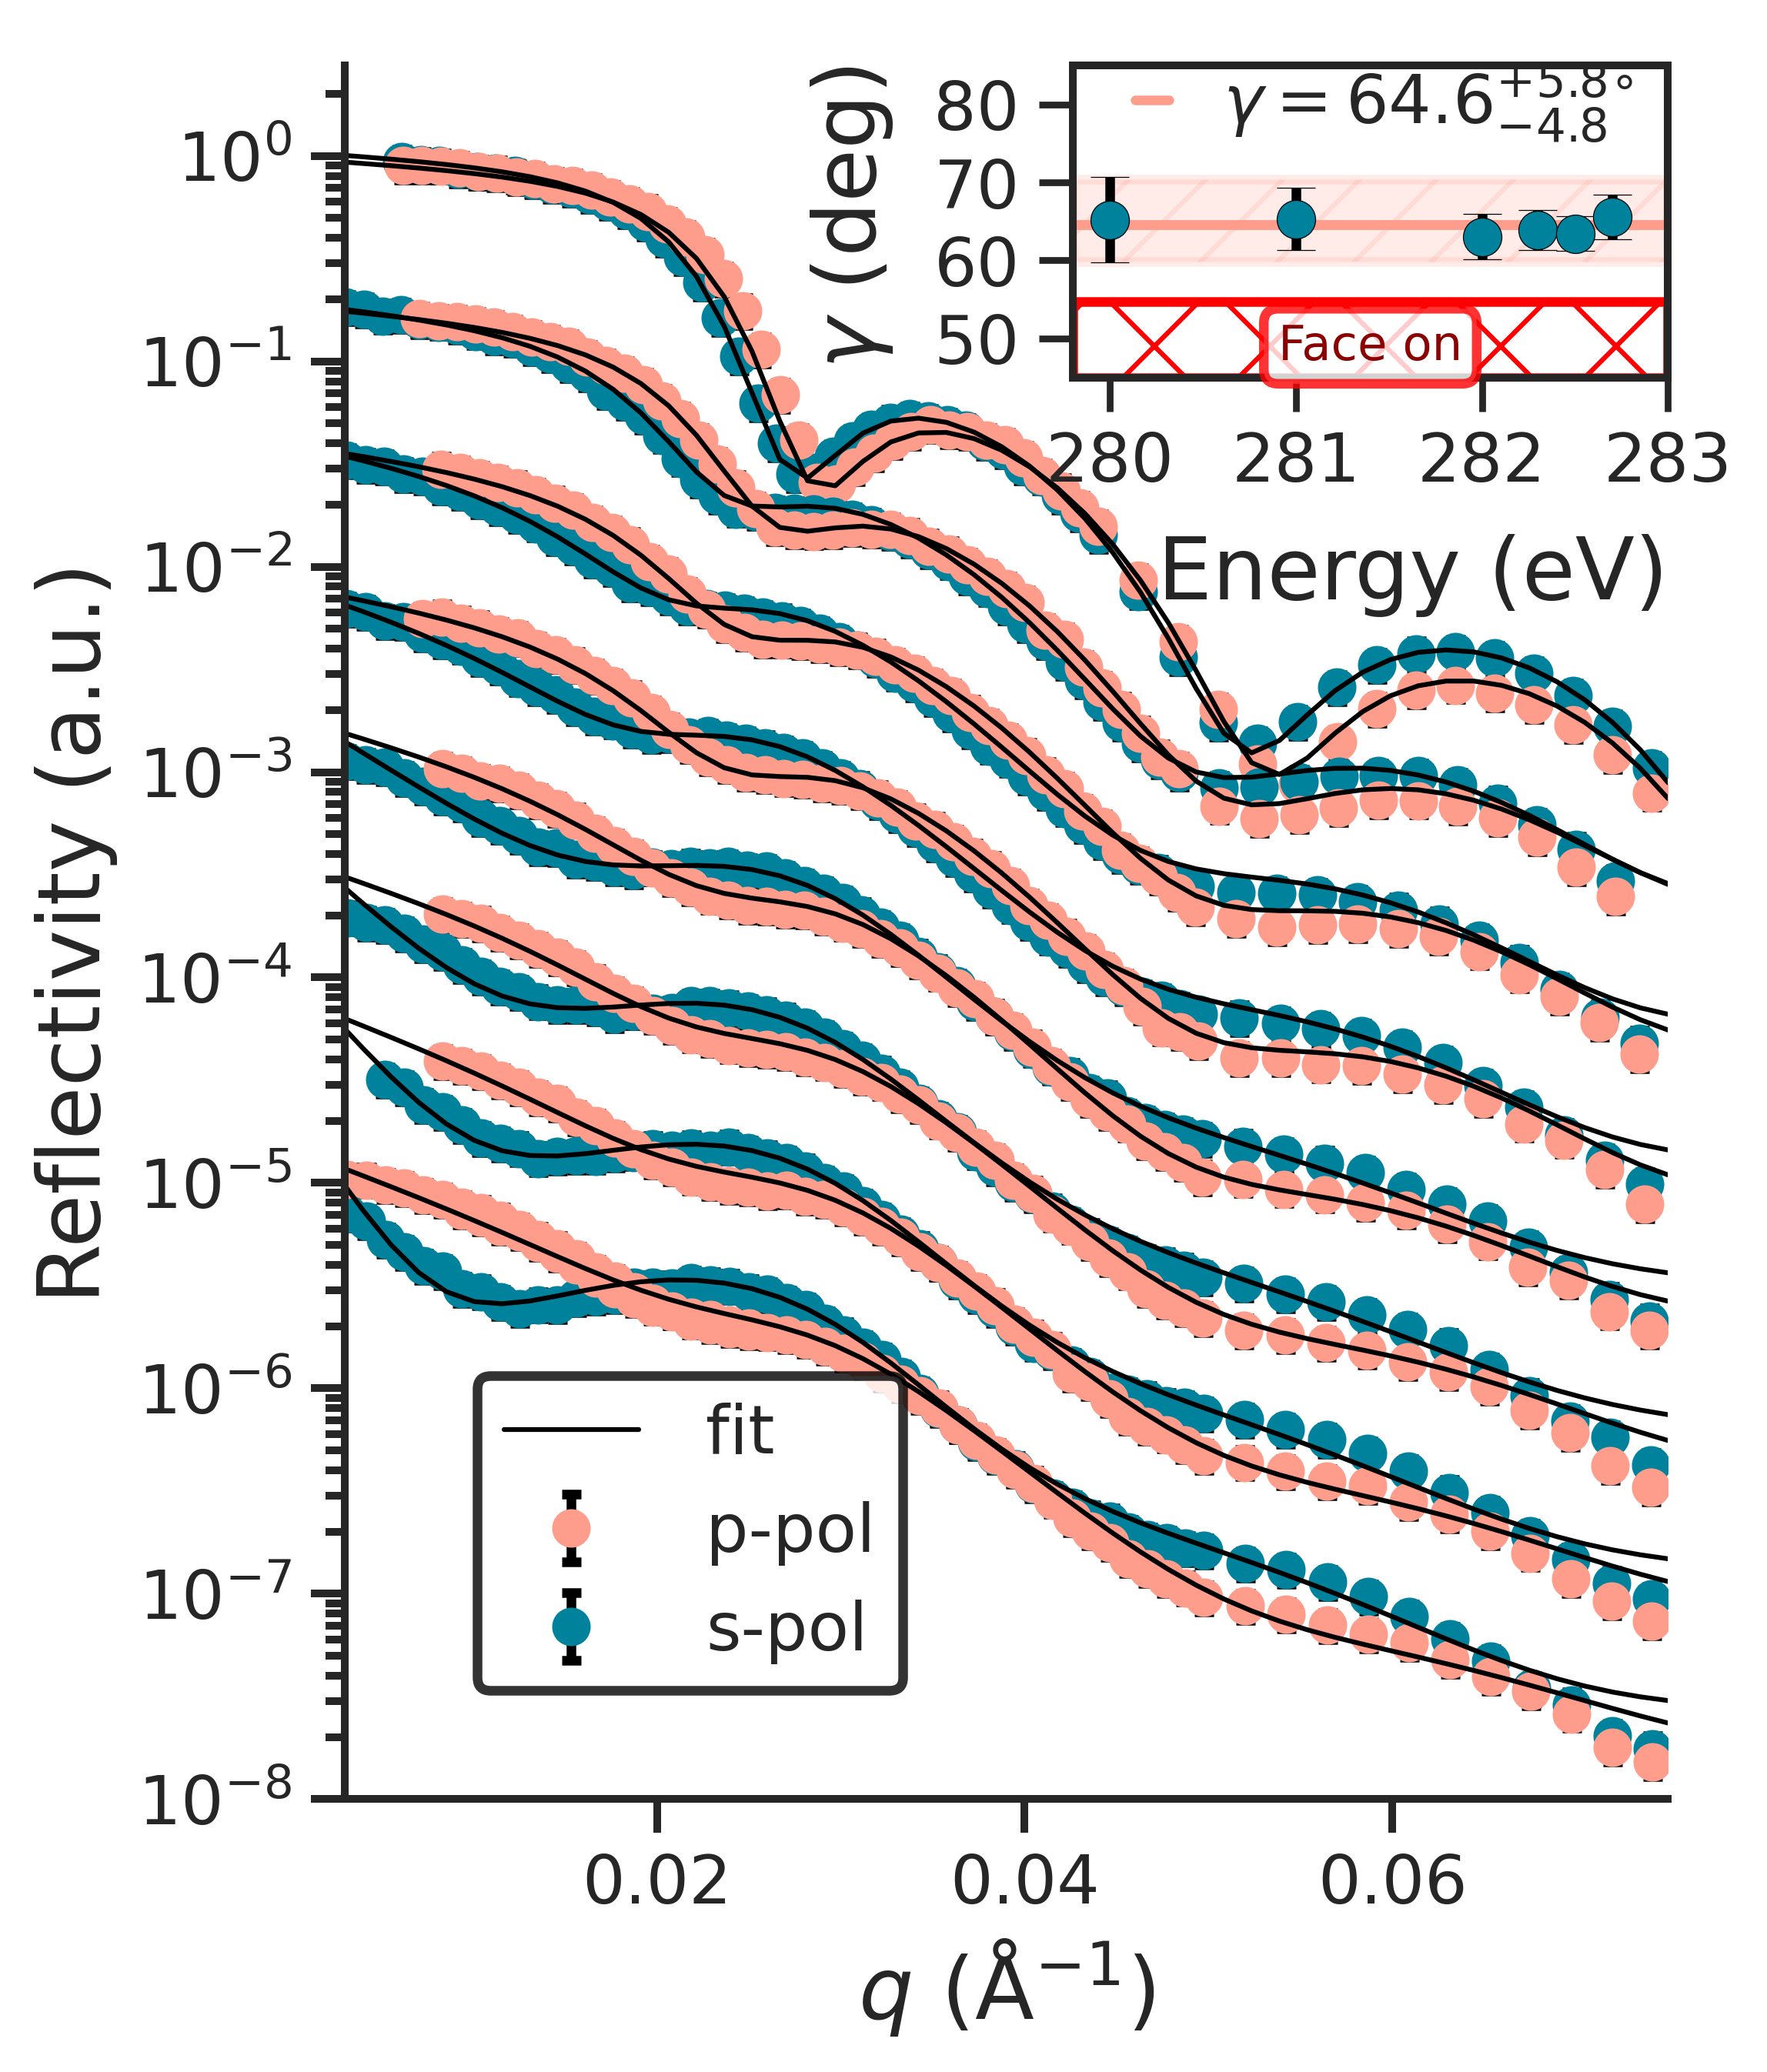 γ = 64.6 +5.8 −4.8 °
80
70
60
50
γ (deg)
Face on
280 281 282 283
Energy (eV)
10⁰
10⁻¹
10⁻²
10⁻³
10⁻⁴
10⁻⁵
10⁻⁶
10⁻⁷
10⁻⁸
Reflectivity (a.u.)
fit
p-pol
s-pol
0.02 0.04 0.06
q (Å⁻¹)